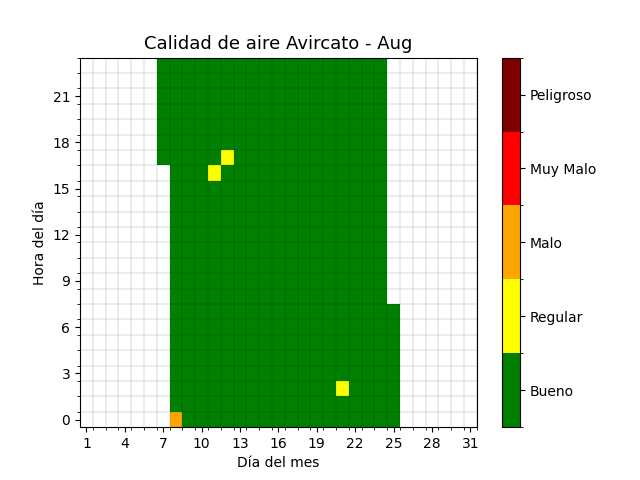 Calidad de aire Avircato - Aug
Hora del día
21
18
15
12
9
6
3
0
1 4 7 10 13 16 19 22 25 28 31
Día del mes
Peligroso
Muy Malo
Malo
Regular
Bueno